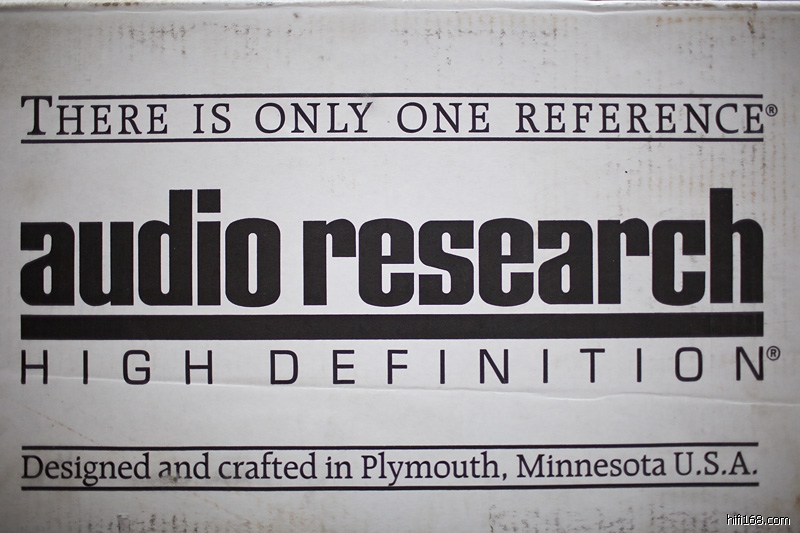 THERE IS ONLY ONE REFERENCE®
audio research
HIGH DEFINITION®
Designed and crafted in Plymouth, Minnesota U.S.A.
hifi168.com